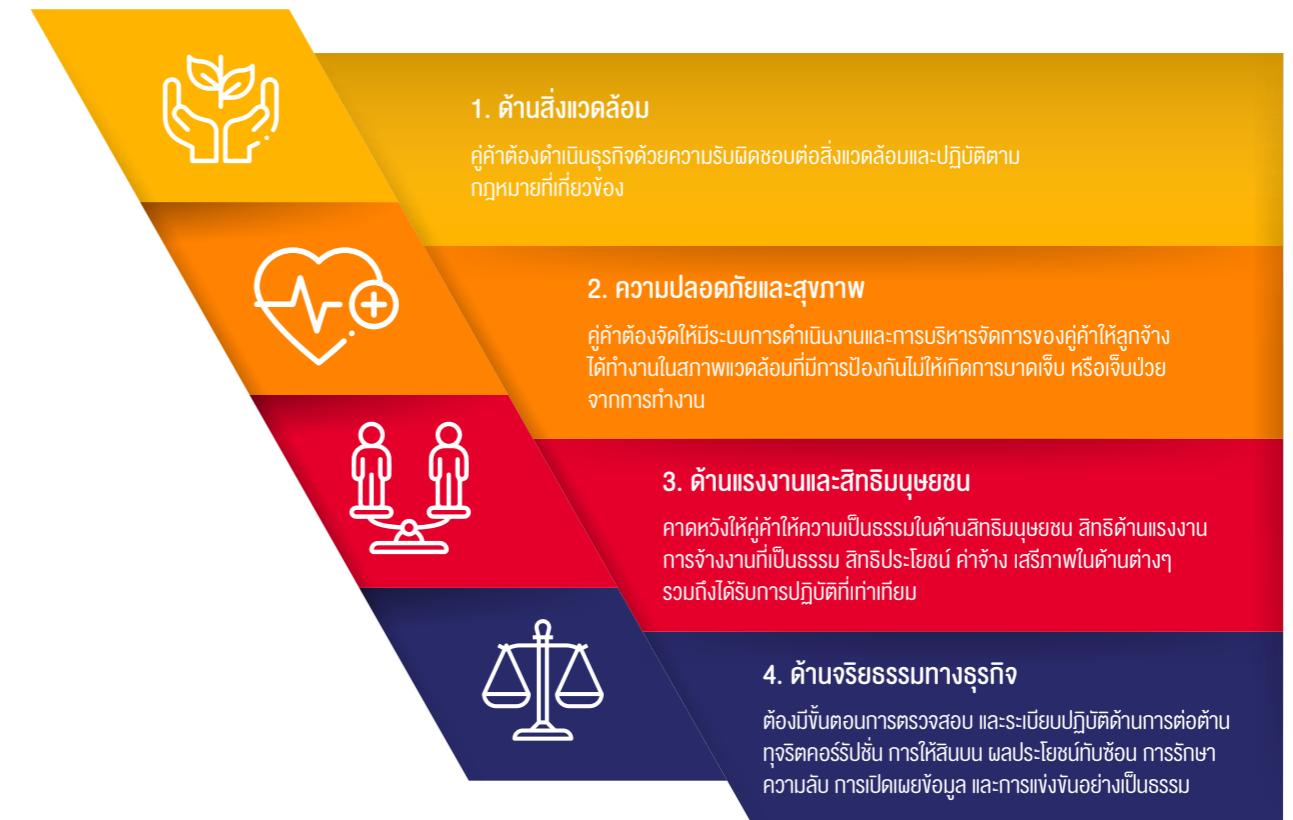 1. ด้านสิ่งแวดล้อม
คู่ค้าต้องดำเนินธุรกิจด้วยความรับผิดชอบต่อสิ่งแวดล้อมและปฏิบัติตาม
กฎหมายที่เกี่ยวข้อง
2. ความปลอดภัยและสุขภาพ
คู่ค้าต้องจัดให้มีระบบการดำเนินงานและการบริหารจัดการของคู่ค้าให้ลูกจ้าง
ได้ทำงานในสภาพแวดล้อมที่มีการป้องกันไม่ให้เกิดการบาดเจ็บ หรือเจ็บป่วย
จากการทำงาน
3. ด้านแรงงานและสิทธิมนุษยชน
คาดหวังให้คู่ค้าให้ความเป็นธรรมในด้านสิทธิมนุษยชน สิทธิด้านแรงงาน
การจ้างงานที่เป็นธรรม สิทธิประโยชน์ ค่าจ้าง เสรีภาพในด้านต่างๆ
รวมถึงได้รับการปฏิบัติที่เท่าเทียม
4. ด้านจริยธรรมทางธุรกิจ
ต้องมีขั้นตอนการตรวจสอบ และระเบียบปฏิบัติด้านการต่อต้าน
ทุจริตคอร์รัปชั่น การให้สินบน ผลประโยชน์ทับซ้อน การรักษา
ความลับ การเปิดเผยข้อมูล และการแข่งขันอย่างเป็นธรรม